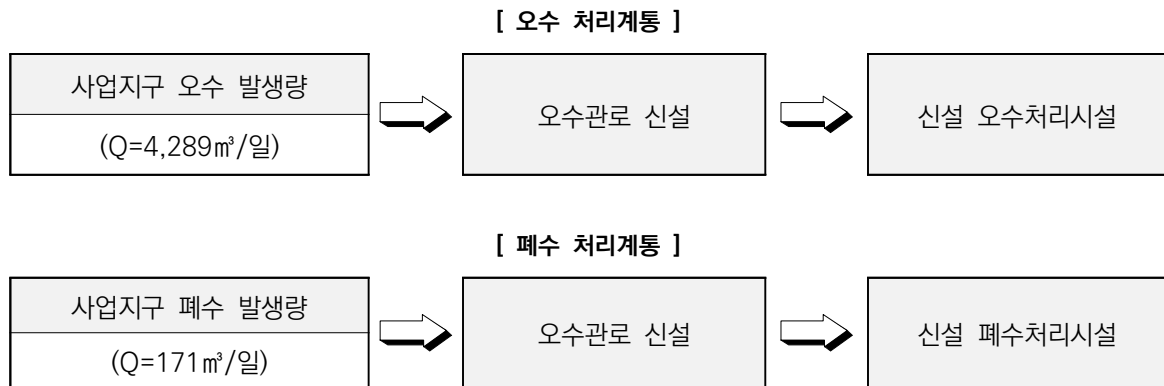 [ 오수 처리계통 ]
사업지구 오수 발생량
(Q=4,289㎥/일)
오수관로 신설
신설 오수처리시설
[ 폐수 처리계통 ]
사업지구 폐수 발생량
(Q=171㎥/일)
오수관로 신설
신설 폐수처리시설